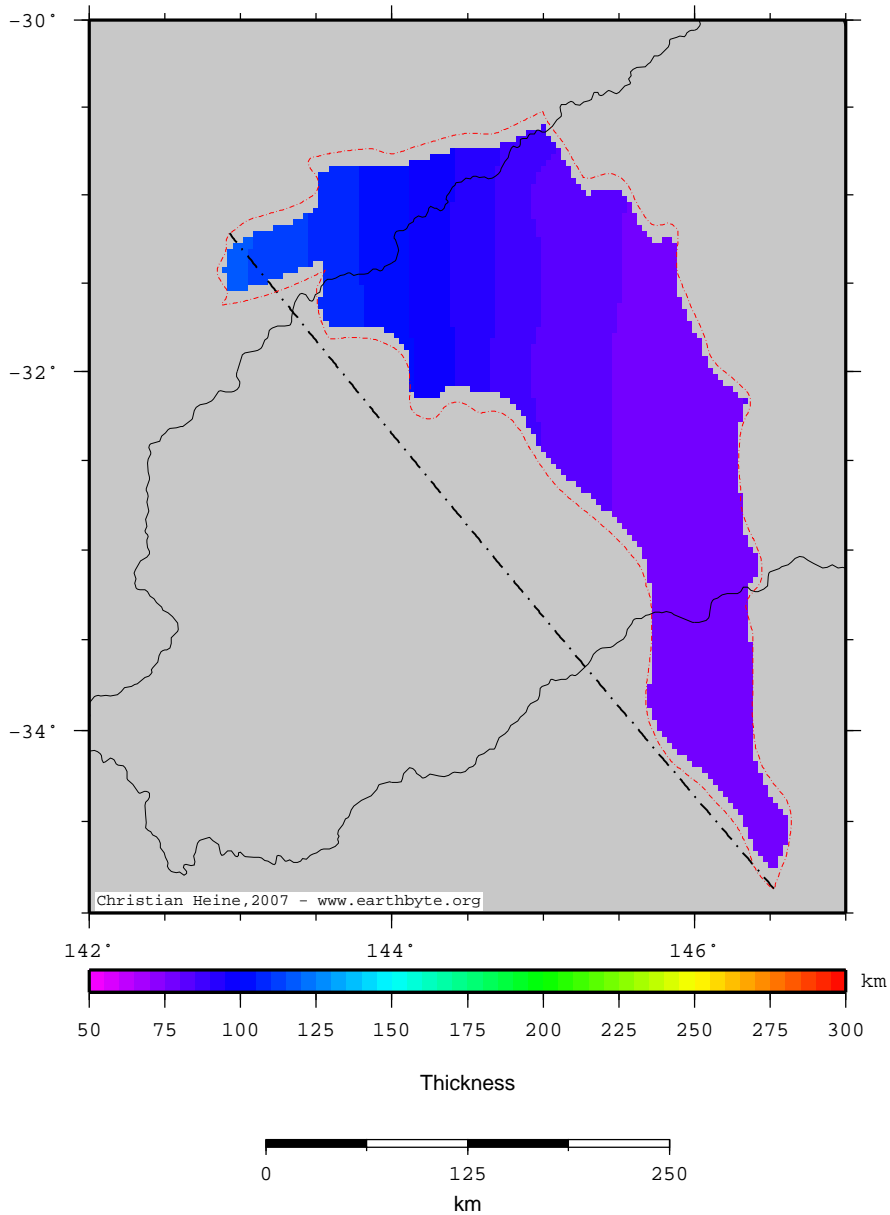 −30˚
−32˚
−34˚
Christian Heine,2007 - www.earthbyte.org
142˚ 144˚ 146˚
km
50 75 100 125 150 175 200 225 250 275 300
Thickness
0 125 250
km